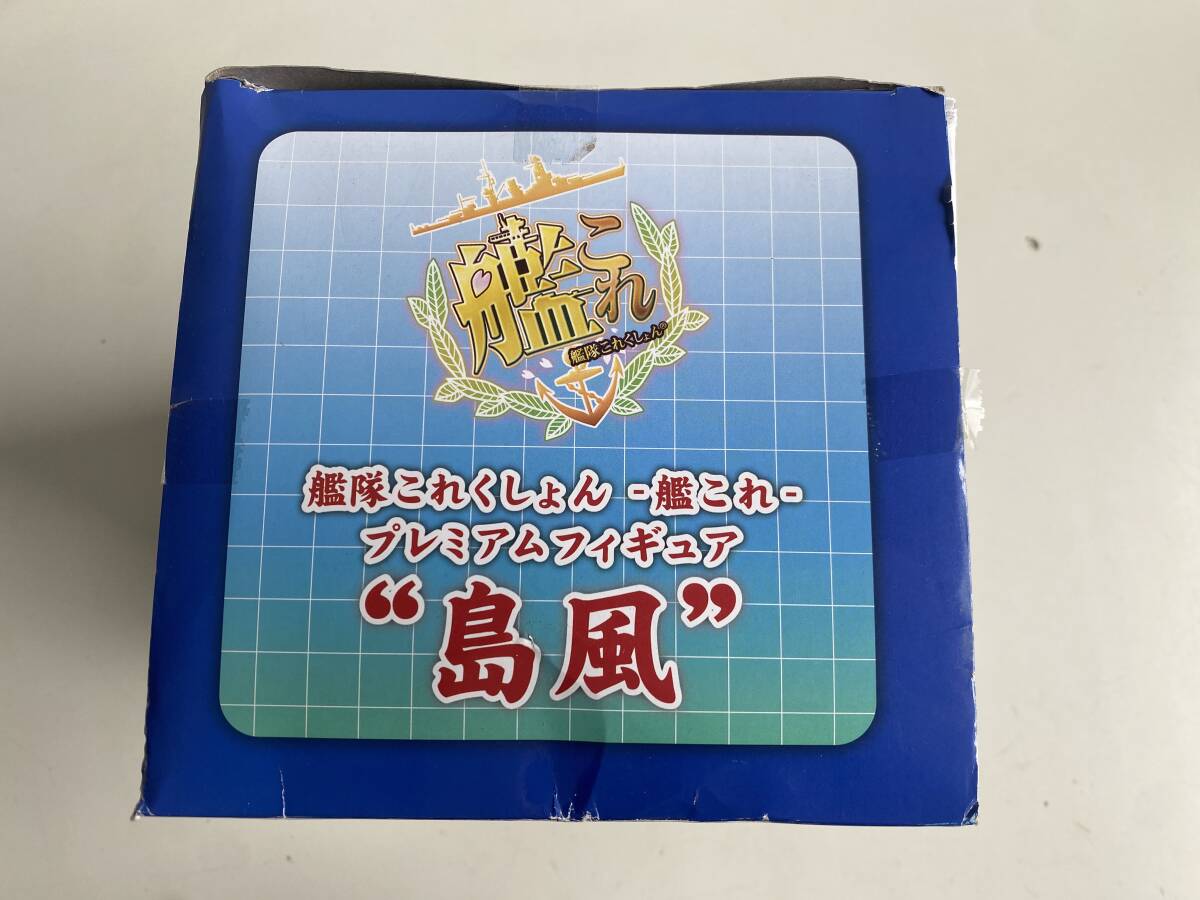 艦これ
艦隊これくしょん®
艦隊これくしょん -艦これ-
プレミアムフィギュア
“島風”